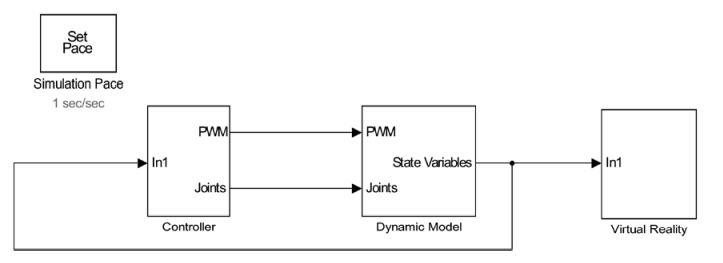 Set
Pace
Simulation Pace
1 sec/sec
In1
PWM
Joints
Controller
PWM
Joints
State Variables
Dynamic Model
In1
Virtual Reality